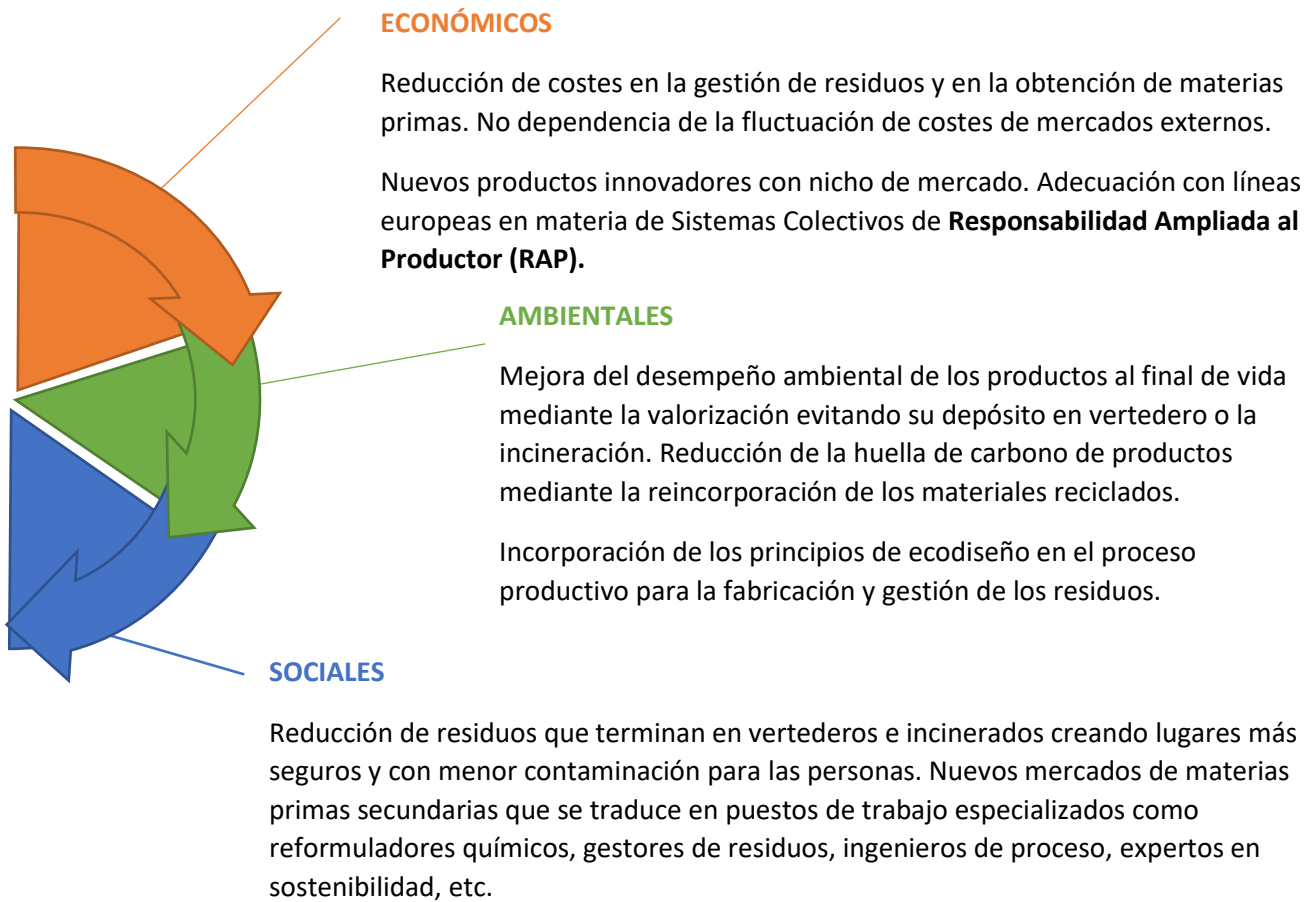 ECONÓMICOS
Reducción de costes en la gestión de residuos y en la obtención de materias
primas. No dependencia de la fluctuación de costes de mercados externos.
Nuevos productos innovadores con nicho de mercado. Adecuación con líneas
europeas en materia de Sistemas Colectivos de Responsabilidad Ampliada al
Productor (RAP).
AMBIENTALES
Mejora del desempeño ambiental de los productos al final de vida
mediante la valorización evitando su depósito en vertedero o la
incineración. Reducción de la huella de carbono de productos
mediante la reincorporación de los materiales reciclados.
Incorporación de los principios de ecodiseño en el proceso
productivo para la fabricación y gestión de los residuos.
SOCIALES
Reducción de residuos que terminan en vertederos e incinerados creando lugares más
seguros y con menor contaminación para las personas. Nuevos mercados de materias
primas secundarias que se traduce en puestos de trabajo especializados como
reformuladores químicos, gestores de residuos, ingenieros de proceso, expertos en
sostenibilidad, etc.